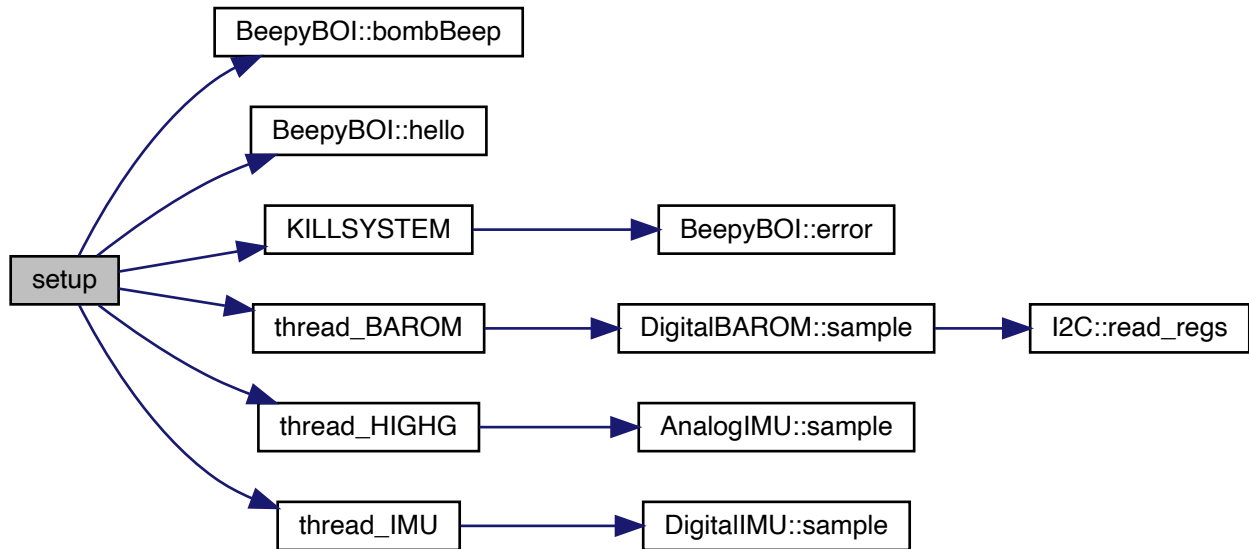 BeepyBOI::bombBeep
BeepyBOI::hello
KILLSYSTEM
BeepyBOI::error
setup
thread_BAROM
DigitalBAROM::sample
I2C::read_regs
thread_HIGHG
AnalogIMU::sample
thread_IMU
DigitalIMU::sample